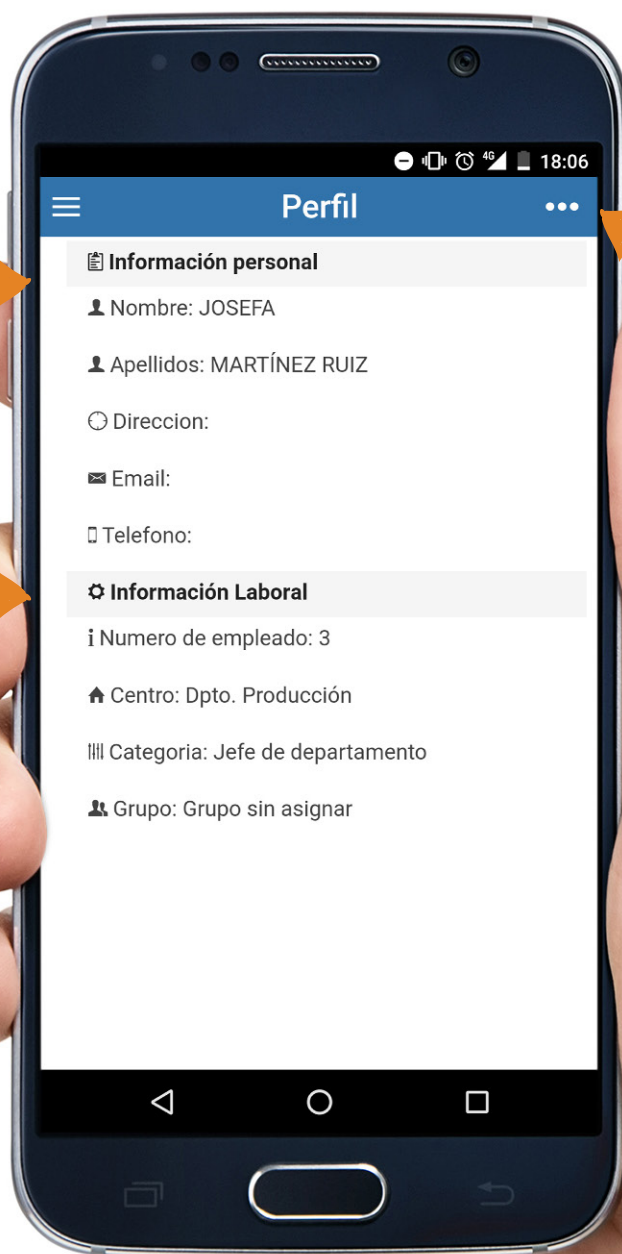 4G 18:06
Perfil
Información personal
Nombre: JOSEFA
Apellidos: MARTÍNEZ RUIZ
Direccion:
Email:
Telefono:
Información Laboral
Numero de empleado: 3
Centro: Dpto. Producción
Categoria: Jefe de departamento
Grupo: Grupo sin asignar